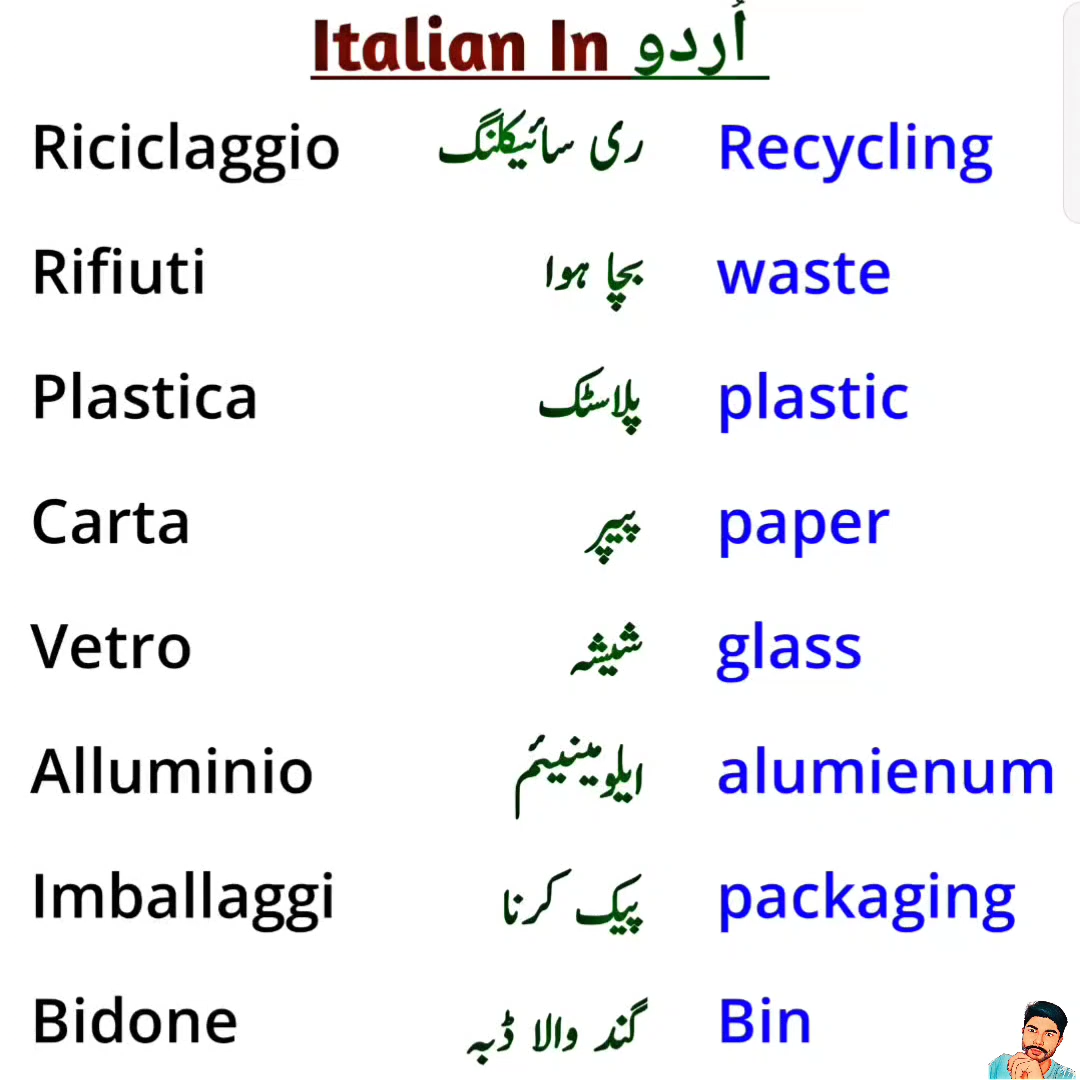 Italian In اُردو
Riciclaggio ری سائیکلنگ Recycling
Rifiuti بچا ہوا waste
Plastica پلاسٹک plastic
Carta پیپر paper
Vetro شیشہ glass
Alluminio ایلومینیئم alumienum
Imballaggi پیک کرنا packaging
Bidone گند والا ڈبہ Bin